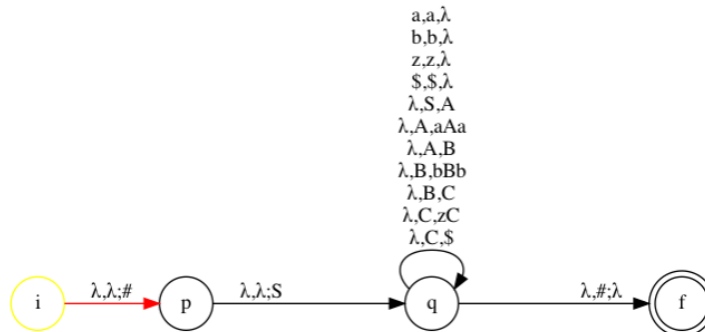 a,a,λ
b,b,λ
z,z,λ
$,$,λ
λ,S,A
λ,A,aAa
λ,A,B
λ,B,bBb
λ,B,C
λ,C,zC
λ,C,$
i
λ,λ;#
p
λ,λ;S
q
λ,#;λ
f